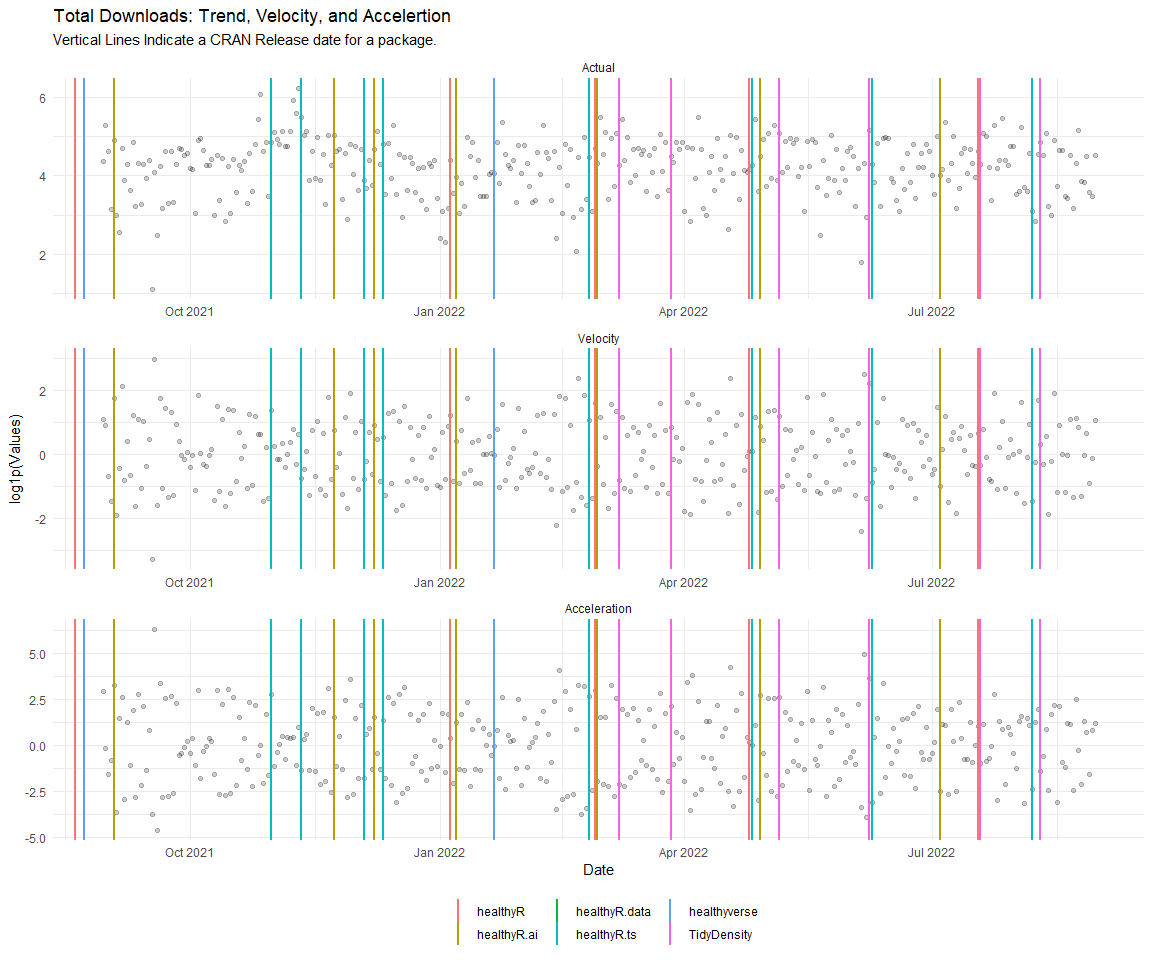 Total Downloads: Trend, Velocity, and Accelertion
Vertical Lines Indicate a CRAN Release date for a package.
Actual
6
4
2
Oct 2021 Jan 2022 Apr 2022 Jul 2022
Velocity
2
0
-2
Oct 2021 Jan 2022 Apr 2022 Jul 2022
Acceleration
5.0
2.5
0.0
-2.5
-5.0
Oct 2021 Jan 2022 Apr 2022 Jul 2022
log1p(Values)
Date
healthyR healthyR.data healthyverse
healthyR.ai healthyR.ts TidyDensity